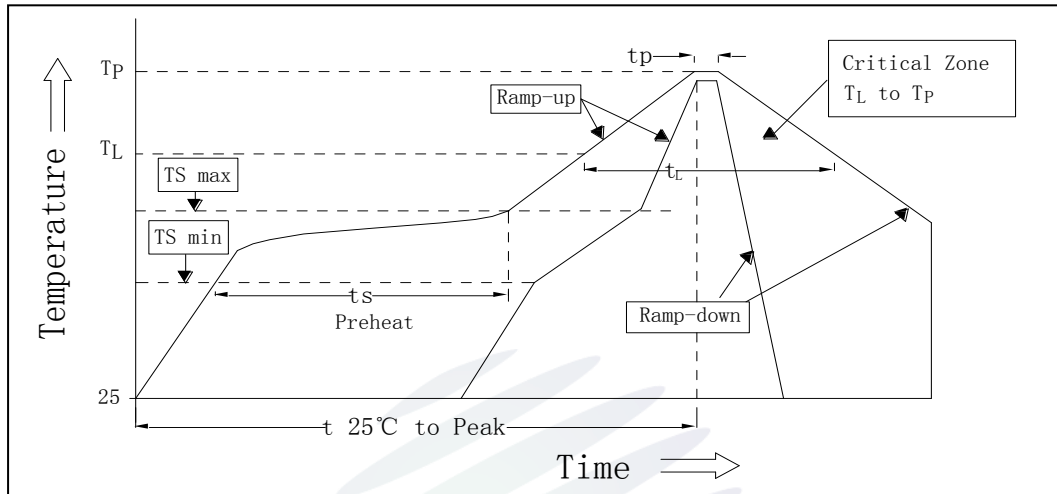 tp
Critical Zone
TL to TP
TP
Ramp-up
TL
tL
TS max
TS min
ts
Preheat
Ramp-down
25
t 25℃ to Peak
Time
Temperature